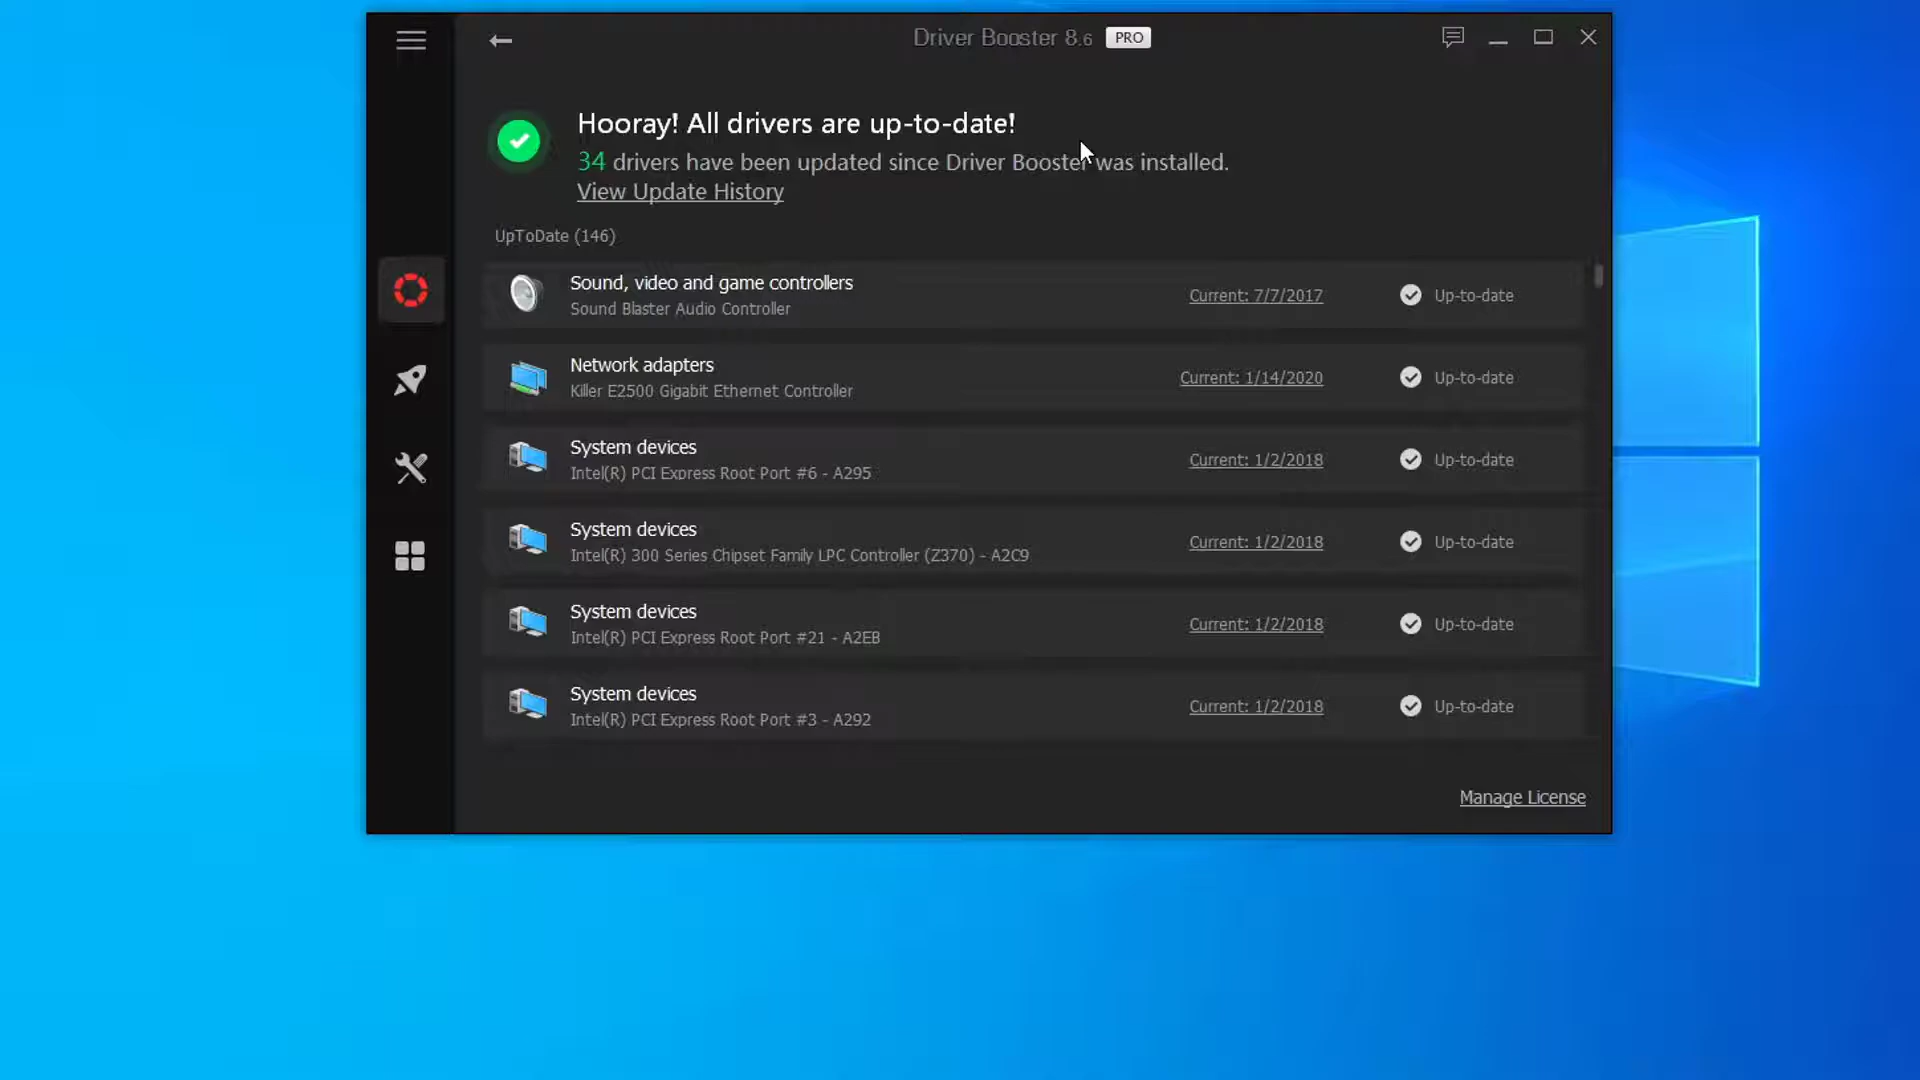 Driver Booster 8.6 PRO
Hooray! All drivers are up-to-date!
34 drivers have been updated since Driver Booster was installed.
View Update History
UpToDate (146)
Sound, video and game controllers
Sound Blaster Audio Controller
Current: 7/7/2017
Up-to-date
Network adapters
Killer E2500 Gigabit Ethernet Controller
Current: 1/14/2020
Up-to-date
System devices
Intel(R) PCI Express Root Port #6 - A295
Current: 1/2/2018
Up-to-date
System devices
Intel(R) 300 Series Chipset Family LPC Controller (Z370) - A2C9
Current: 1/2/2018
Up-to-date
System devices
Intel(R) PCI Express Root Port #21 - A2EB
Current: 1/2/2018
Up-to-date
System devices
Intel(R) PCI Express Root Port #3 - A292
Current: 1/2/2018
Up-to-date
Manage License